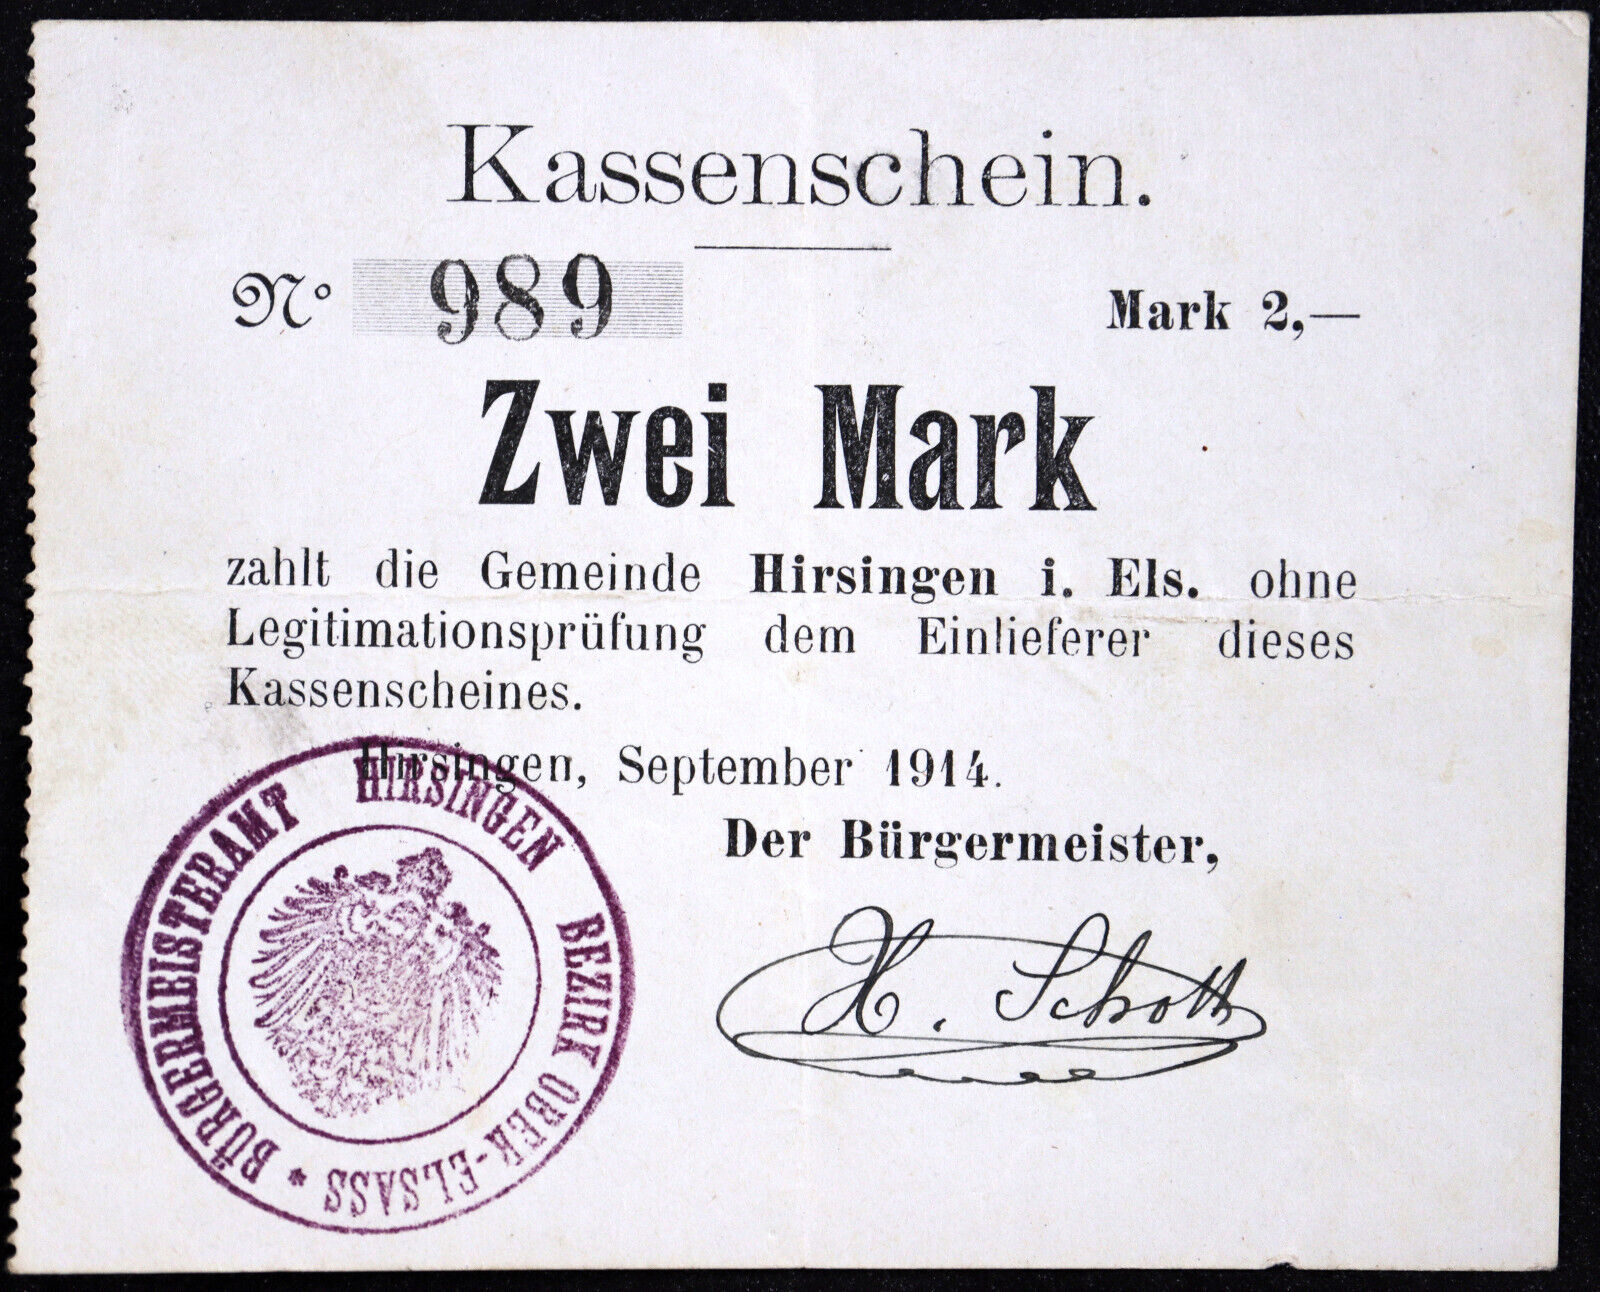 Kassenschein.
No 989 Mark 2,—
Zwei Mark
zahlt die Gemeinde Hirsingen i. Els. ohne
Legitimationsprüfung dem Einlieferer dieses
Kassenscheines.
Hirsingen, September 1914.
Der Bürgermeister,
H. Schott
BÜRGERMEISTERAMT HIRSINGEN BEZIRK OBER-ELSASS *